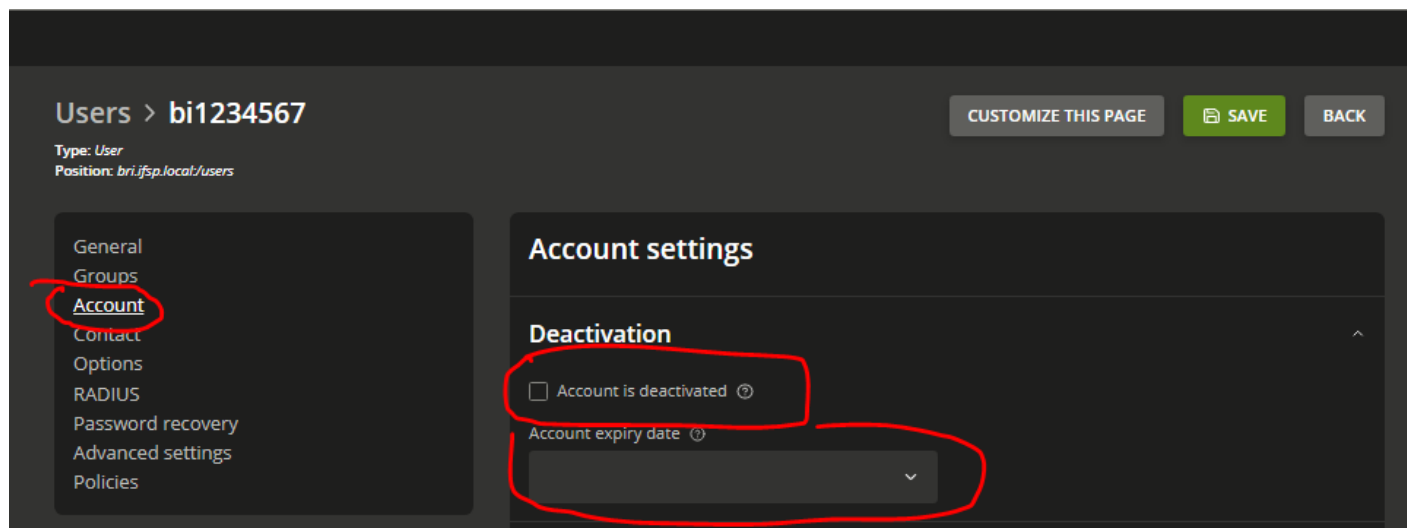 Users > bi1234567
CUSTOMIZE THIS PAGE
SAVE
BACK
Type: User
Position: bri.ifsp.local:/users
General
Groups
Account
Contact
Options
RADIUS
Password recovery
Advanced settings
Policies
Account settings
Deactivation
Account is deactivated
Account expiry date